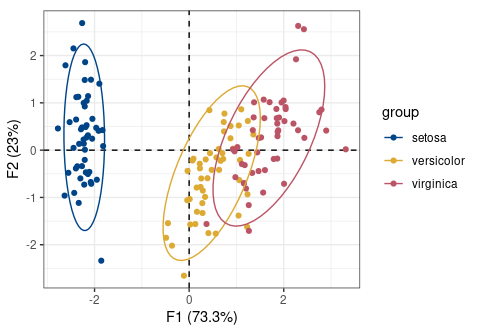 2
1
0
-1
-2
F2 (23%)
-2
0
2
F1 (73.3%)
group
setosa
versicolor
virginica